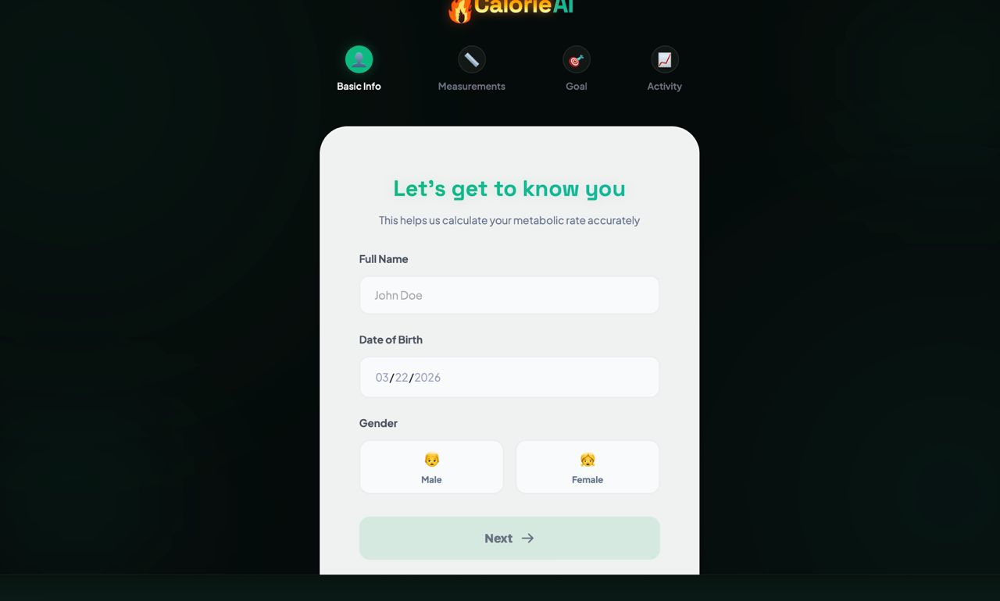 CalorieAI
Basic Info
Measurements
Goal
Activity
Let's get to know you
This helps us calculate your metabolic rate accurately
Full Name
John Doe
Date of Birth
03/22/2026
Gender
Male
Female
Next →